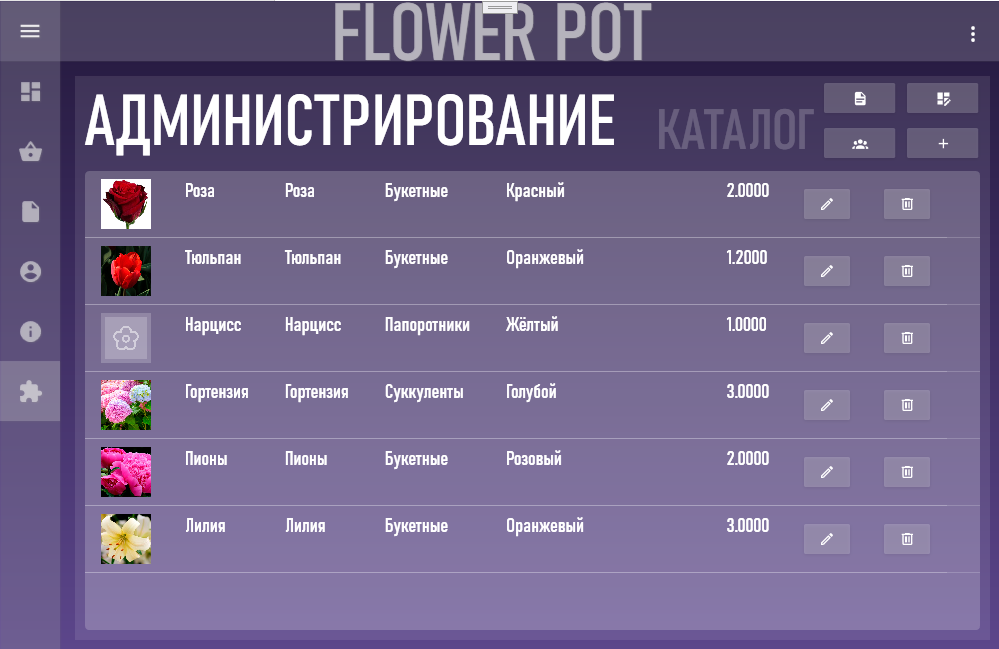 FLOWER POT
АДМИНИСТРИРОВАНИЕ КАТАЛОГ
Роза Роза Букетные Красный 2.0000
Тюльпан Тюльпан Букетные Оранжевый 1.2000
Нарцисс Нарцисс Папоротники Жёлтый 1.0000
Гортензия Гортензия Суккуленты Голубой 3.0000
Пионы Пионы Букетные Розовый 2.0000
Лилия Лилия Букетные Оранжевый 3.0000